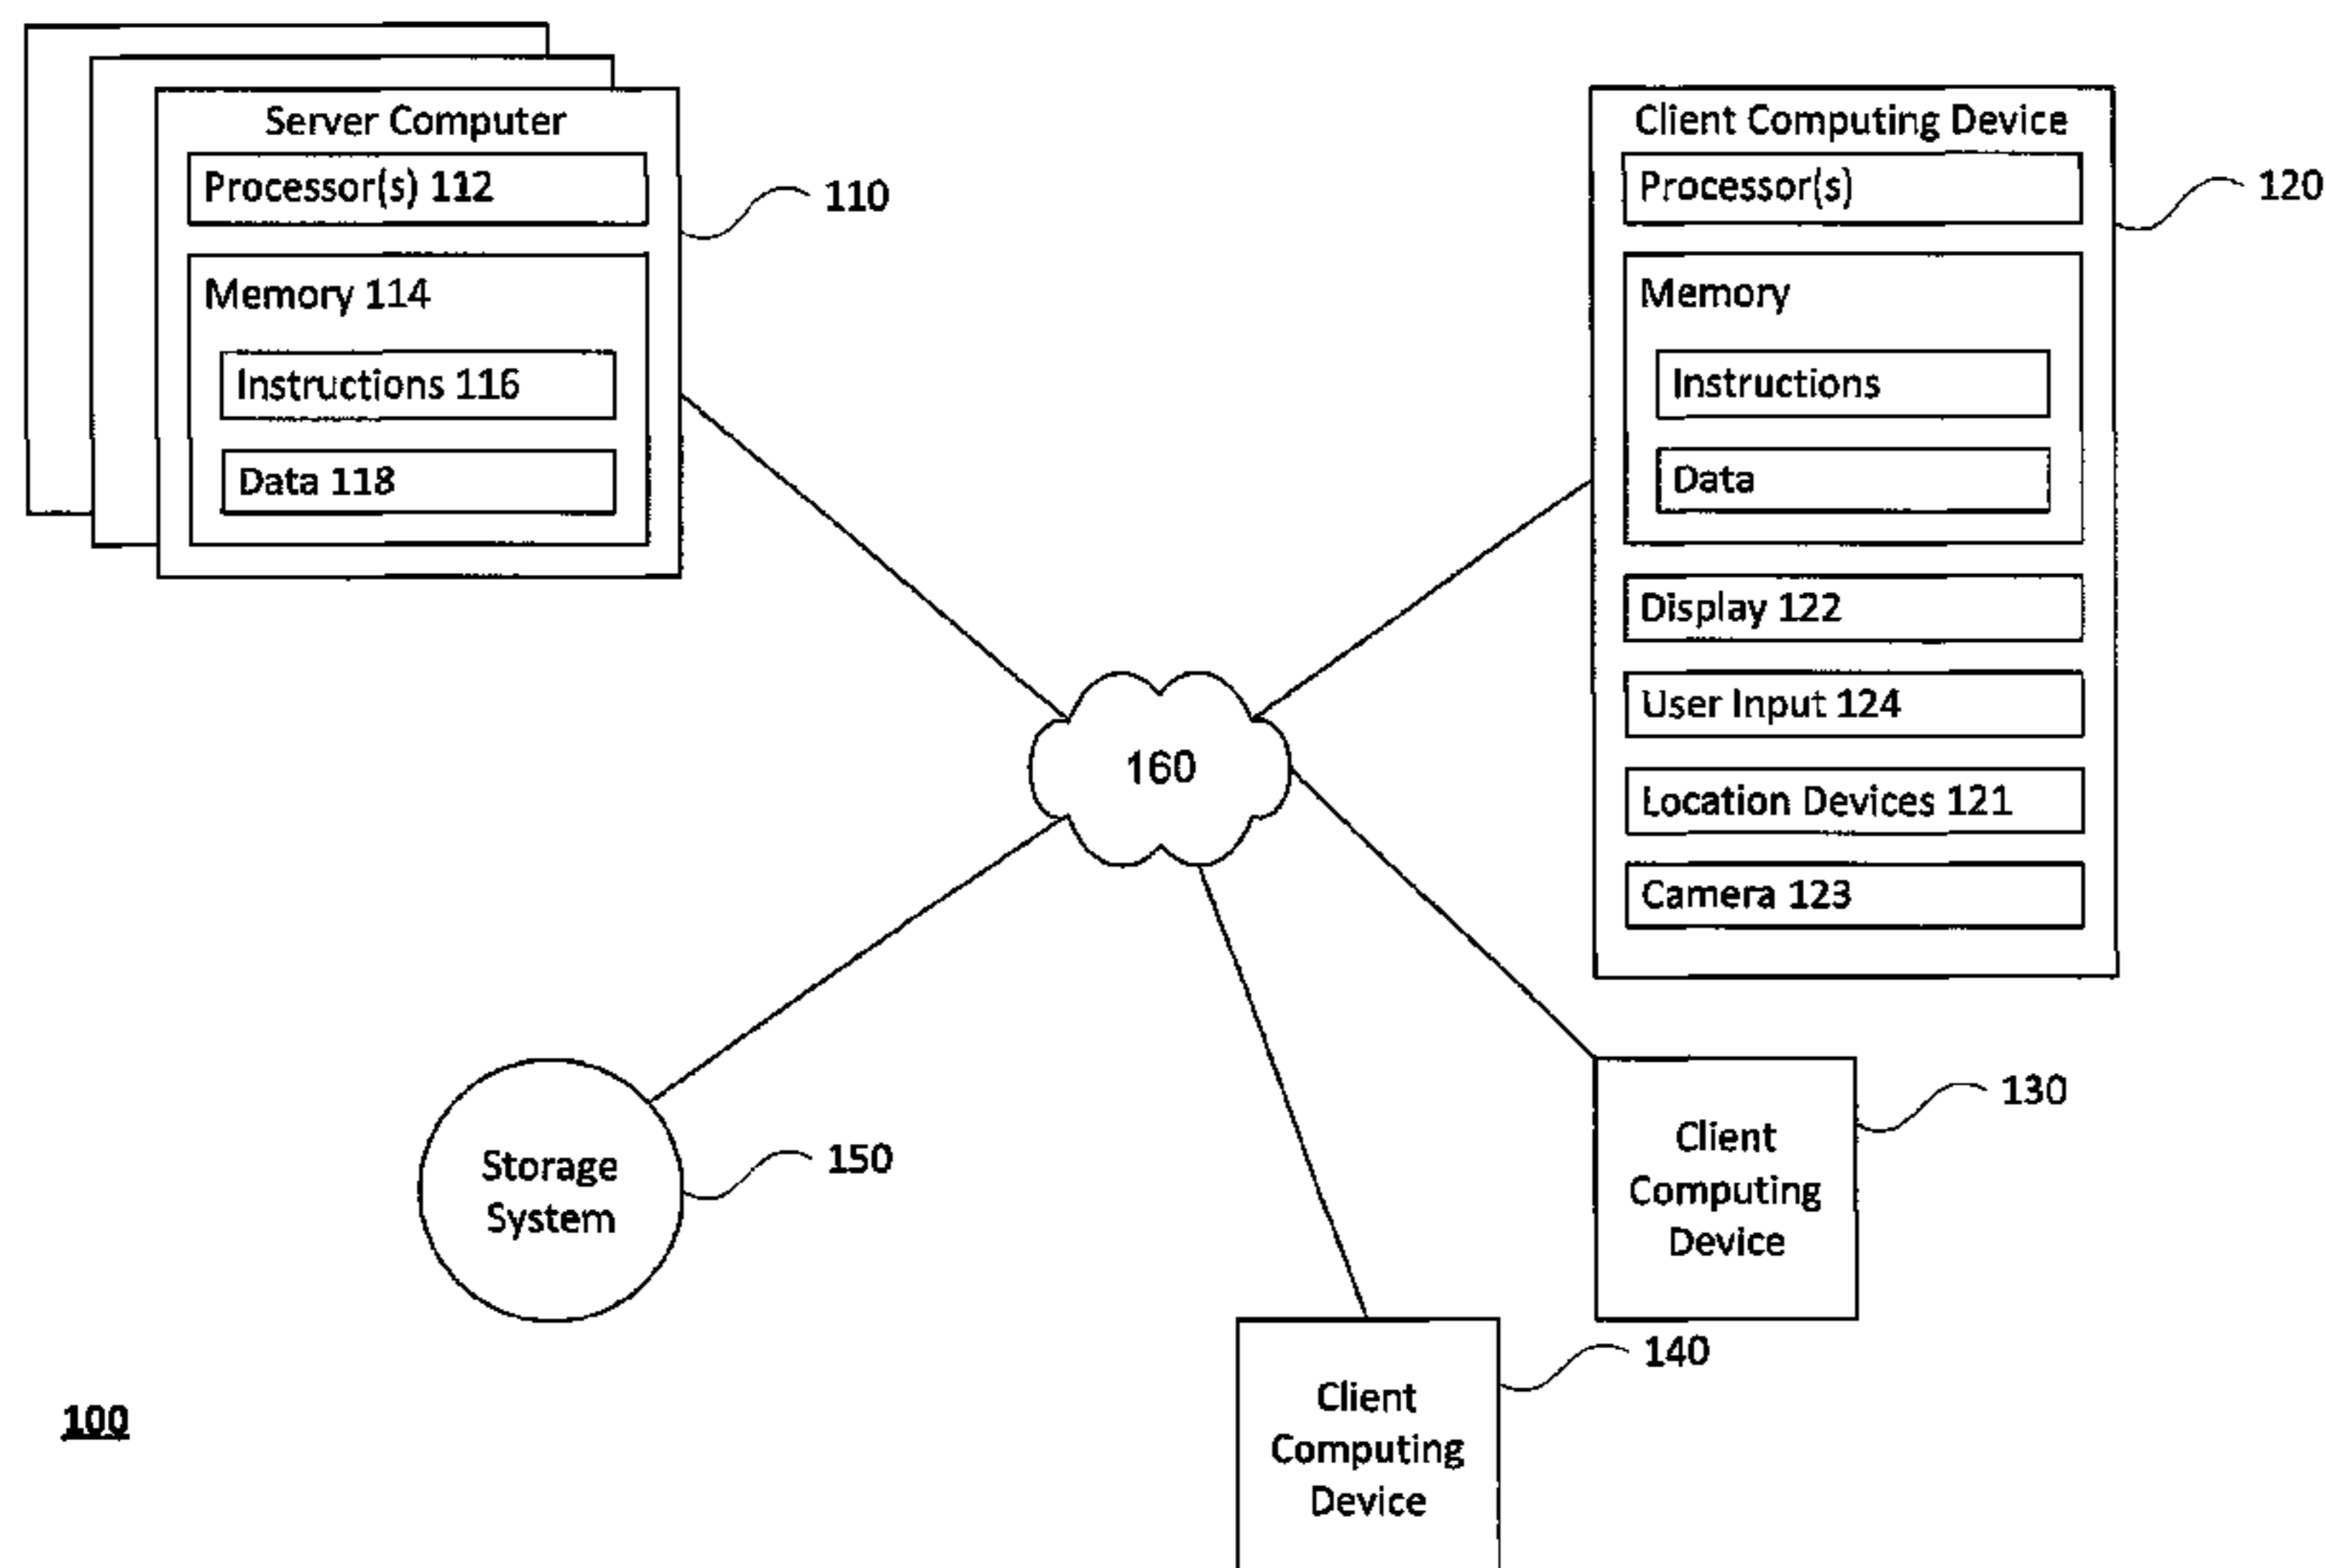 Server Computer
Processor(s) 112
110
Memory 114
Instructions 116
Data 118
Client Computing Device
Processor(s)
120
Memory
Instructions
Data
Display 122
User Input 124
Location Devices 121
Camera 123
160
Storage
System
150
Client
Computing
Device
130
Client
Computing
Device
140
100